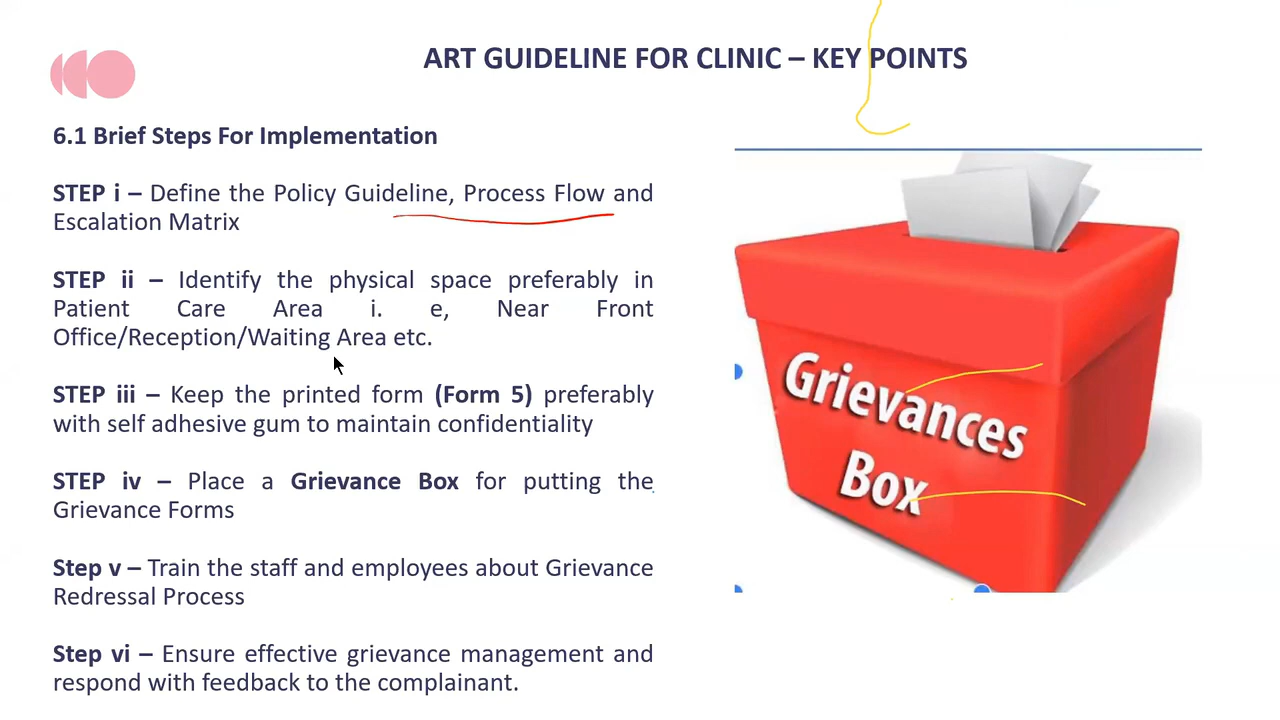 ART GUIDELINE FOR CLINIC – KEY POINTS
6.1 Brief Steps For Implementation
STEP i – Define the Policy Guideline, Process Flow and
Escalation Matrix
STEP ii – Identify the physical space preferably in
Patient Care Area i. e, Near Front
Office/Reception/Waiting Area etc.
STEP iii – Keep the printed form (Form 5) preferably
with self adhesive gum to maintain confidentiality
STEP iv – Place a Grievance Box for putting the
Grievance Forms
Step v – Train the staff and employees about Grievance
Redressal Process
Step vi – Ensure effective grievance management and
respond with feedback to the complainant.
Grievances
Box